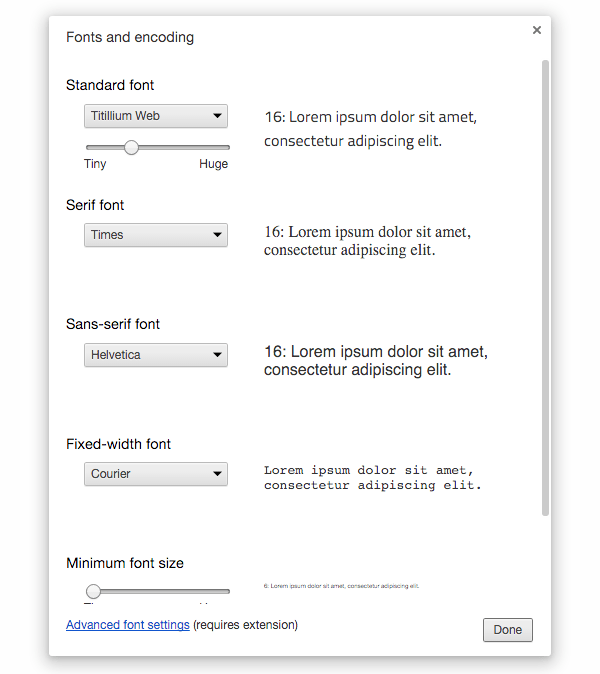 Fonts and encoding
Standard font
Titillium Web
16: Lorem ipsum dolor sit amet,
consectetur adipiscing elit.
Tiny Huge
Serif font
Times
16: Lorem ipsum dolor sit amet,
consectetur adipiscing elit.
Sans-serif font
Helvetica
16: Lorem ipsum dolor sit amet,
consectetur adipiscing elit.
Fixed-width font
Courier
Lorem ipsum dolor sit amet,
consectetur adipiscing elit.
Minimum font size
6: Lorem ipsum dolor sit amet, consectetur adipiscing elit.
Advanced font settings (requires extension)
Done